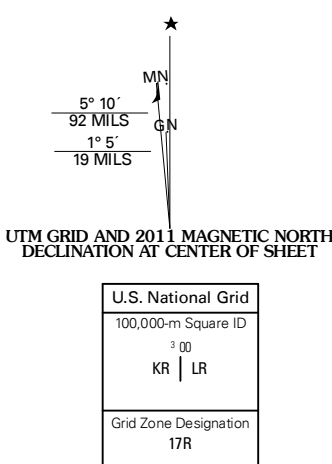 MN
5° 10´
92 MILS
GN
1° 5´
19 MILS
UTM GRID AND 2011 MAGNETIC NORTH
DECLINATION AT CENTER OF SHEET
U.S. National Grid
100,000-m Square ID
3 00
KR LR
Grid Zone Designation
17R